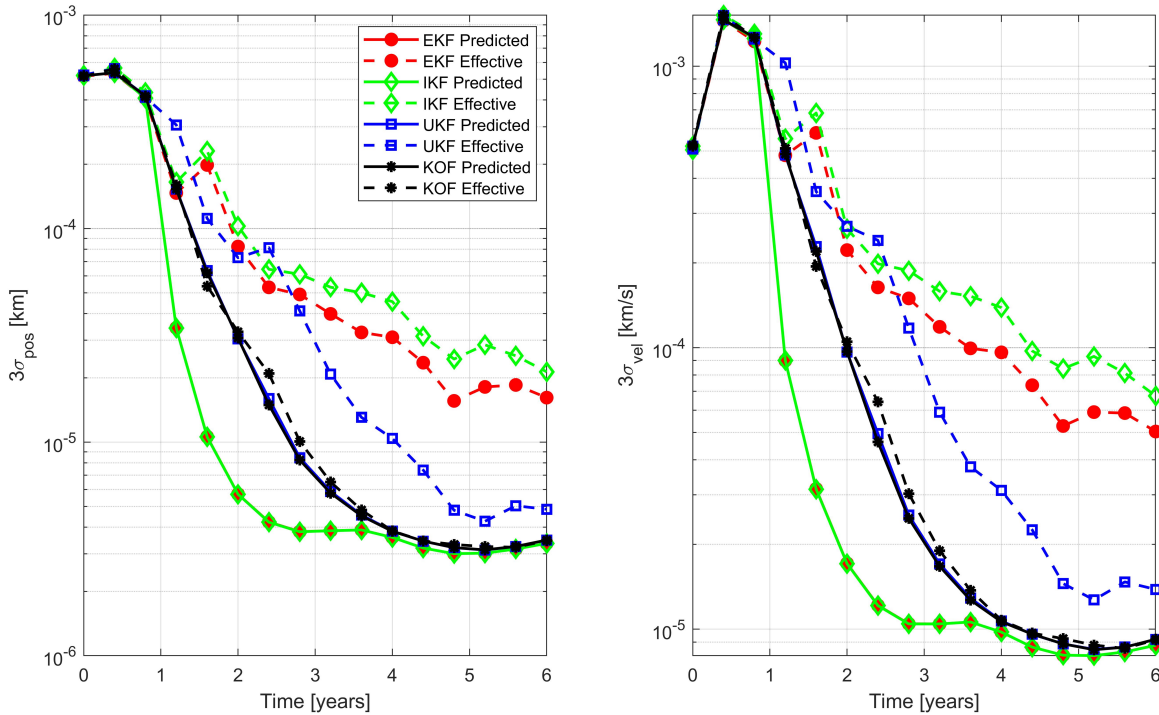 10⁻³
10⁻⁴
10⁻⁵
10⁻⁶
3σpos [km]
0 1 2 3 4 5 6
Time [years]
EKF Predicted
EKF Effective
IKF Predicted
IKF Effective
UKF Predicted
UKF Effective
KOF Predicted
KOF Effective
10⁻³
10⁻⁴
10⁻⁵
3σvel [km/s]
0 1 2 3 4 5 6
Time [years]